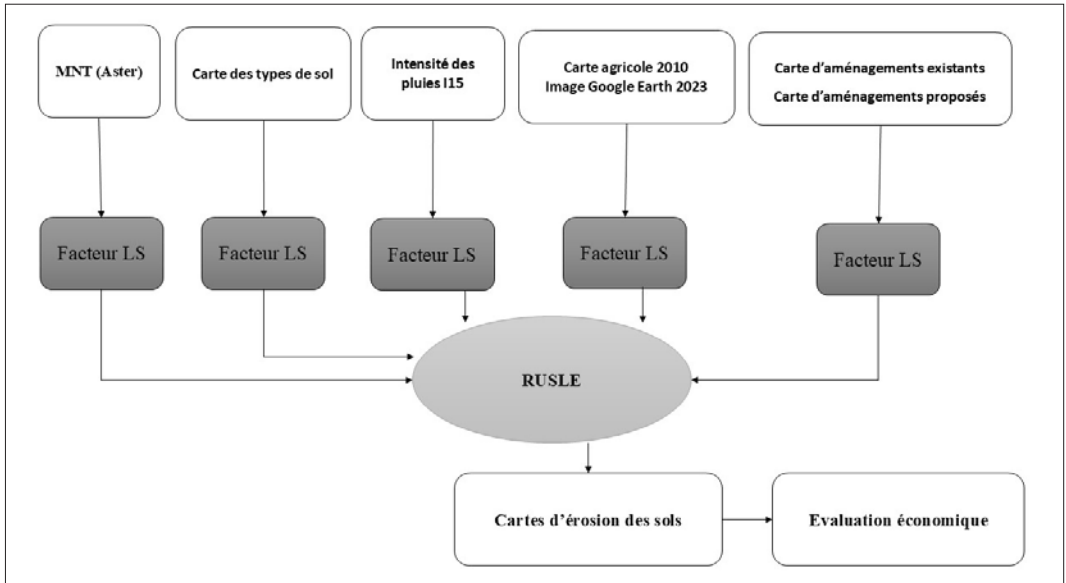 MNT (Aster)
Carte des types de sol
Intensité des
pluies I15
Carte agricole 2010
Image Google Earth 2023
Carte d'aménagements existants
Carte d'aménagements proposés
Facteur LS
Facteur LS
Facteur LS
Facteur LS
Facteur LS
RUSLE
Cartes d'érosion des sols
Evaluation économique